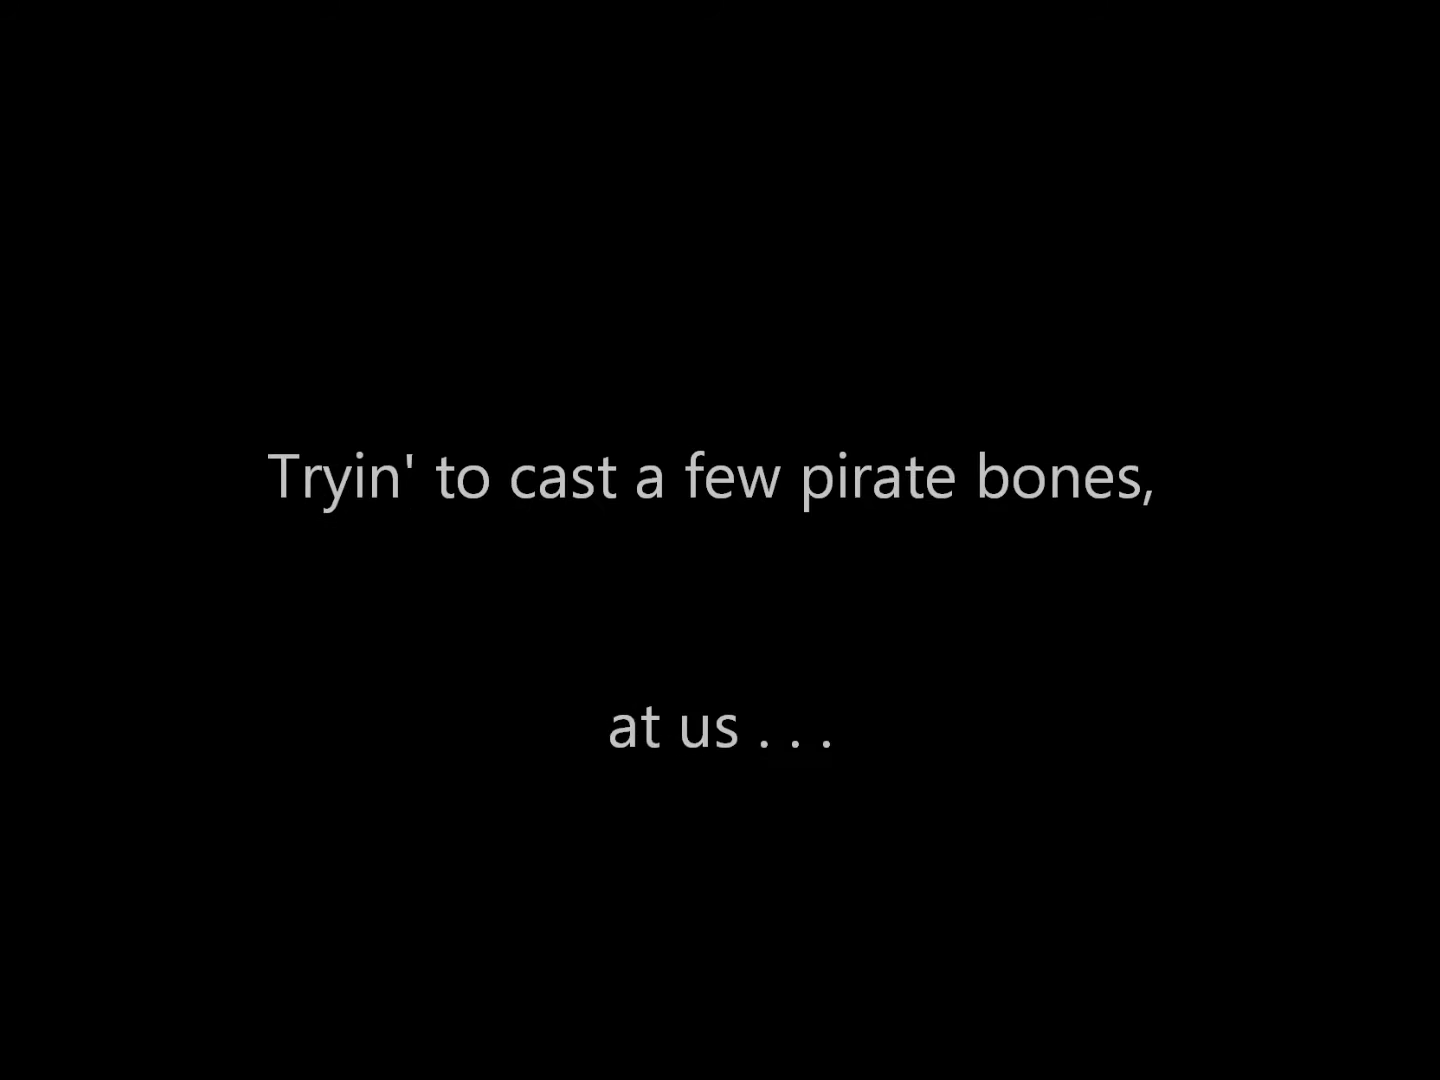 Tryin' to cast a few pirate bones,
at us . . .